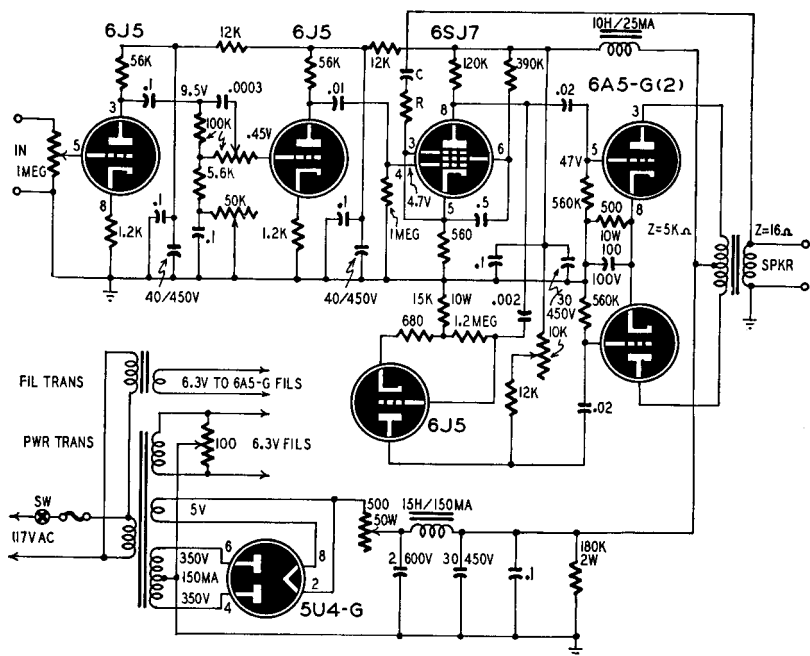 6J5
12K
6J5
12K
6SJ7
10H/25MA
56K
.1
9.5V
.0003
56K
.01
C
R
120K
390K
.02
6A5-G(2)
3
100K
.45V
3
8
3
IN
1MEG
5
5.6K
3
4
6
47V
5
4.7V
8
.1
50K
.1
1MEG
5
.5
560K
8
500
10W
Z=5KΩ
Z=16Ω
1.2K
.1
1.2K
560
.1
100
100V
SPKR
40/450V
40/450V
15K
10W
.002
30
450V
560K
680
1.2MEG
10K
12K
.02
6J5
FIL TRANS
6.3V TO 6A5-G FILS
PWR TRANS
100
6.3V FILS
SW
117V AC
5V
500
50W
15H/150MA
350V
6
8
150MA
2
350V
4
5U4-G
2
600V
30
450V
.1
180K
2W